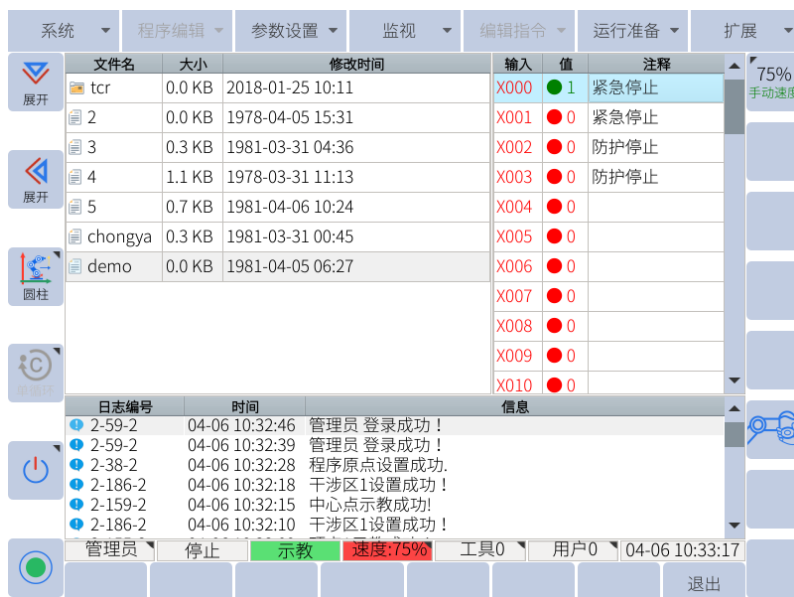 系统 程序编辑 参数设置 监视 编辑指令 运行准备 扩展
文件名 大小 修改时间 输入 值 注释
展开
75%
手动速度
tcr 0.0 KB 2018-01-25 10:11 X000 1 紧急停止
2 0.0 KB 1978-04-05 15:31 X001 0 紧急停止
3 0.3 KB 1981-03-31 04:36 X002 0 防护停止
4 1.1 KB 1978-03-31 11:13 X003 0 防护停止
展开
5 0.7 KB 1981-04-06 10:24 X004 0
chongya 0.3 KB 1981-03-31 00:45 X005 0
demo 0.0 KB 1981-04-05 06:27 X006 0
圆柱
X007 0
X008 0
X009 0
X010 0
日志编号 时间 信息
2-59-2 04-06 10:32:46 管理员 登录成功！
2-59-2 04-06 10:32:39 管理员 登录成功！
2-38-2 04-06 10:32:28 程序原点设置成功.
2-186-2 04-06 10:32:18 干涉区1设置成功！
2-159-2 04-06 10:32:15 中心点示教成功!
2-186-2 04-06 10:32:10 干涉区1设置成功！
管理员 停止 示教 速度:75% 工具0 用户0 04-06 10:33:17
退出